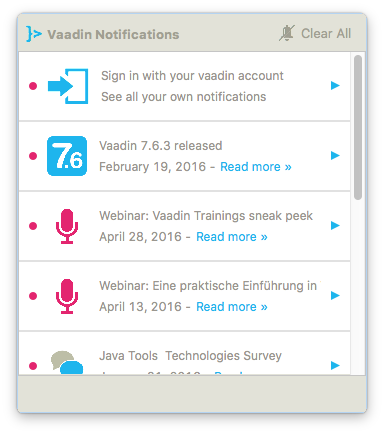 Vaadin Notifications
Clear All
Sign in with your vaadin account
See all your own notifications
7.6
Vaadin 7.6.3 released
February 19, 2016 - Read more »
Webinar: Vaadin Trainings sneak peek
April 28, 2016 - Read more »
Webinar: Eine praktische Einführung in
April 13, 2016 - Read more »
Java Tools  Technologies Survey